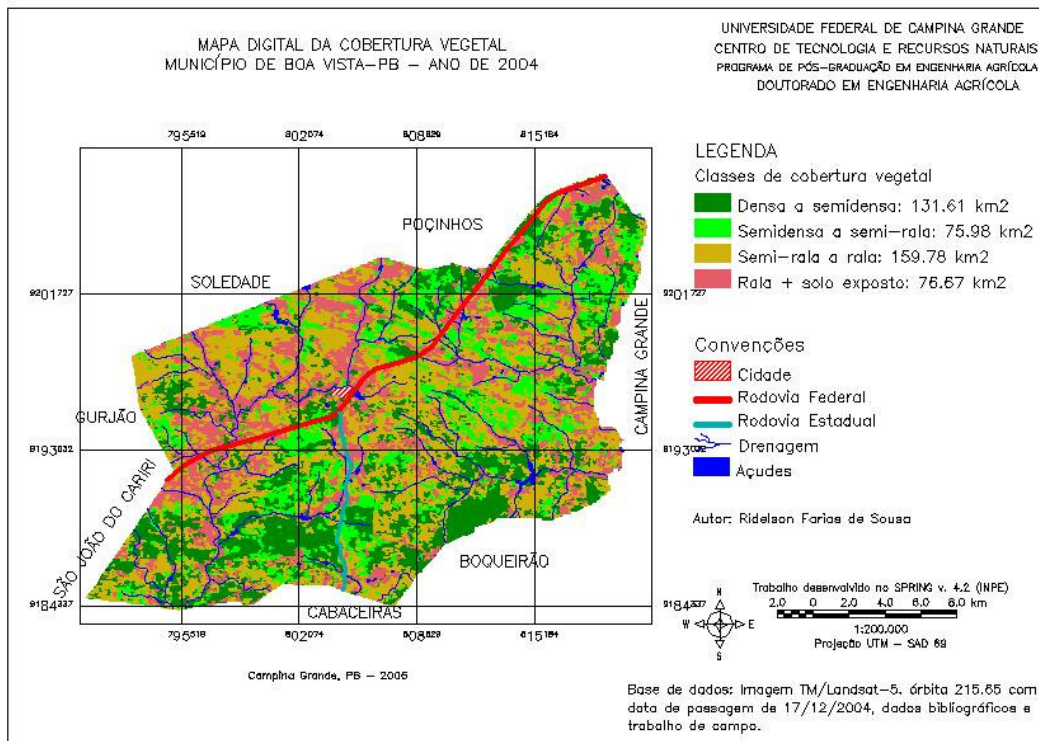 MAPA DIGITAL DA COBERTURA VEGETAL
MUNICÍPIO DE BOA VISTA-PB - ANO DE 2004
UNIVERSIDADE FEDERAL DE CAMPINA GRANDE
CENTRO DE TECNOLOGIA E RECURSOS NATURAIS
PROGRAMA DE PÓS-GRADUAÇÃO EM ENGENHARIA AGRÍCOLA
DOUTORADO EM ENGENHARIA AGRÍCOLA
795519 802074 808629 815184
POÇINHOS
SOLEDADE
9201727 9201727
CAMPINA GRANDE
GURJÃO
9193032 9193032
SÃO JOÃO DO CARIRI
BOQUEIRÃO
9184337 9184337
CABACEIRAS
795519 802074 808629 815184
Campina Grande, PB - 2006
LEGENDA
Classes de cobertura vegetal
Densa a semidensa: 131.61 km2
Semidensa a semi-rala: 75.98 km2
Semi-rala a rala: 159.78 km2
Rala + solo exposto: 76.67 km2
Convenções
Cidade
Rodovia Federal
Rodovia Estadual
Drenagem
Açudes
Autor: Ridelson Farias de Sousa
N
W E
S
Trabalho desenvolvido no SPRING v. 4.2 (INPE)
2.0 0 2.0 4.0 6.0 km
1:200.000
Projeção UTM - SAD 69
Base de dados: Imagem TM/Landsat-5. órbita 215.65 com
data de passagem de 17/12/2004, dados bibliográficos e
trabalho de campo.